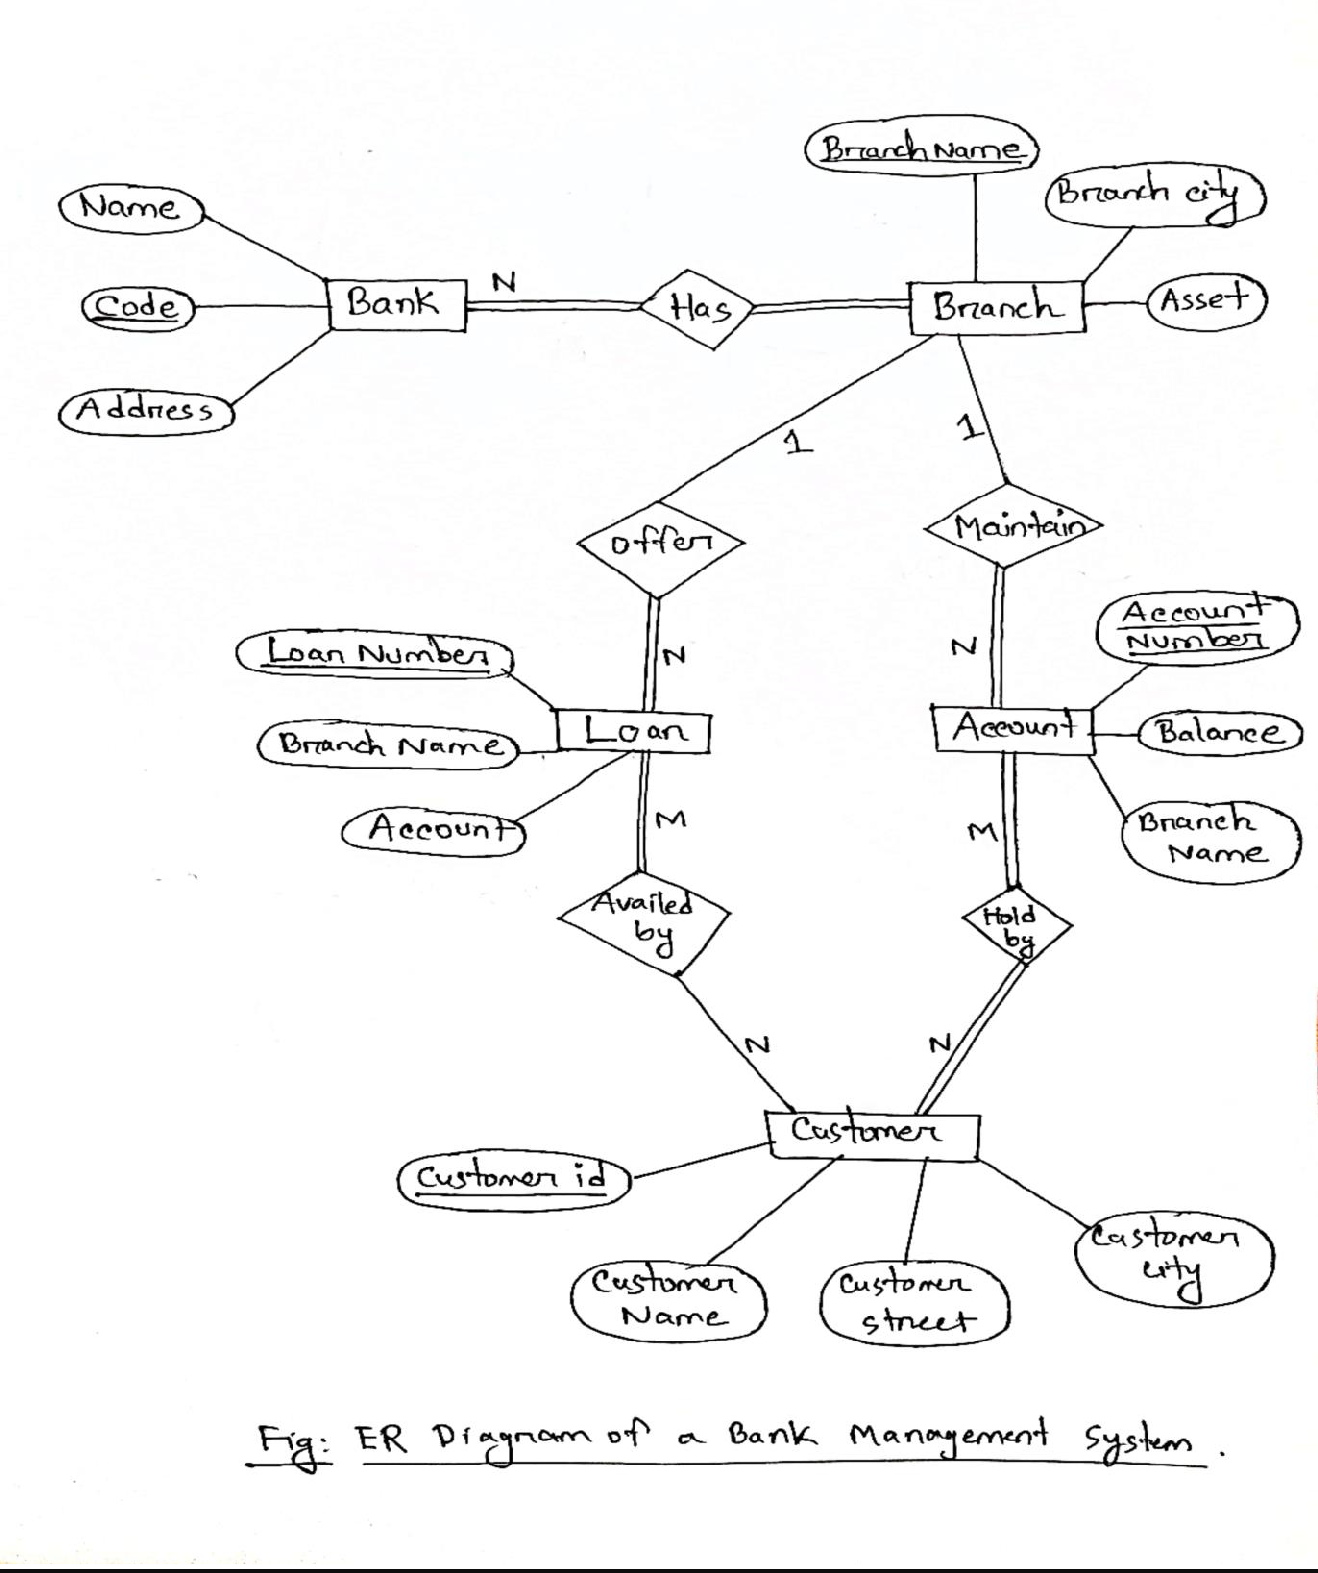 Branch Name
Branch city
Name
Bank
N
Has
Branch
Asset
Code
Address
1
1
offer
Maintain
N
N
Account
Number
Loan Number
Loan
Account
Balance
Branch Name
Account
M
M
Branch
Name
Availed
by
Hold
by
N
N
Customer
Customer id
Customer
Name
Customer
street
Castomer
city
Fig: ER Diagram of a Bank Management System.